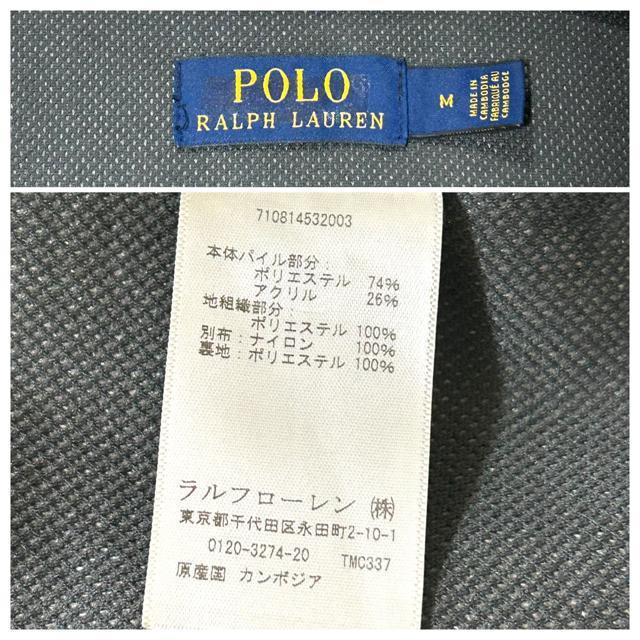 POLO
RALPH LAUREN
M
MADE IN
CAMBODIA
FABRIQUÉ AU
CAMBODGE
710814532003
本体パイル部分:
ポリエステル 74%
アクリル 26%
地組織部分:
ポリエステル 100%
別布:ナイロン 100%
裏地:ポリエステル 100%
ラルフローレン ㈱
東京都千代田区永田町2-10-1
0120-3274-20 TMC337
原産国 カンボジア